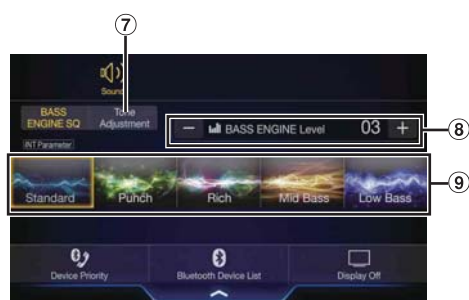 7
Sound
BASS ENGINE SQ
Tone Adjustment
INT Parameter
BASS ENGINE Level 03
8
Standard
Punch
Rich
Mid Bass
Low Bass
9
Device Priority
Bluetooth Device List
Display Off